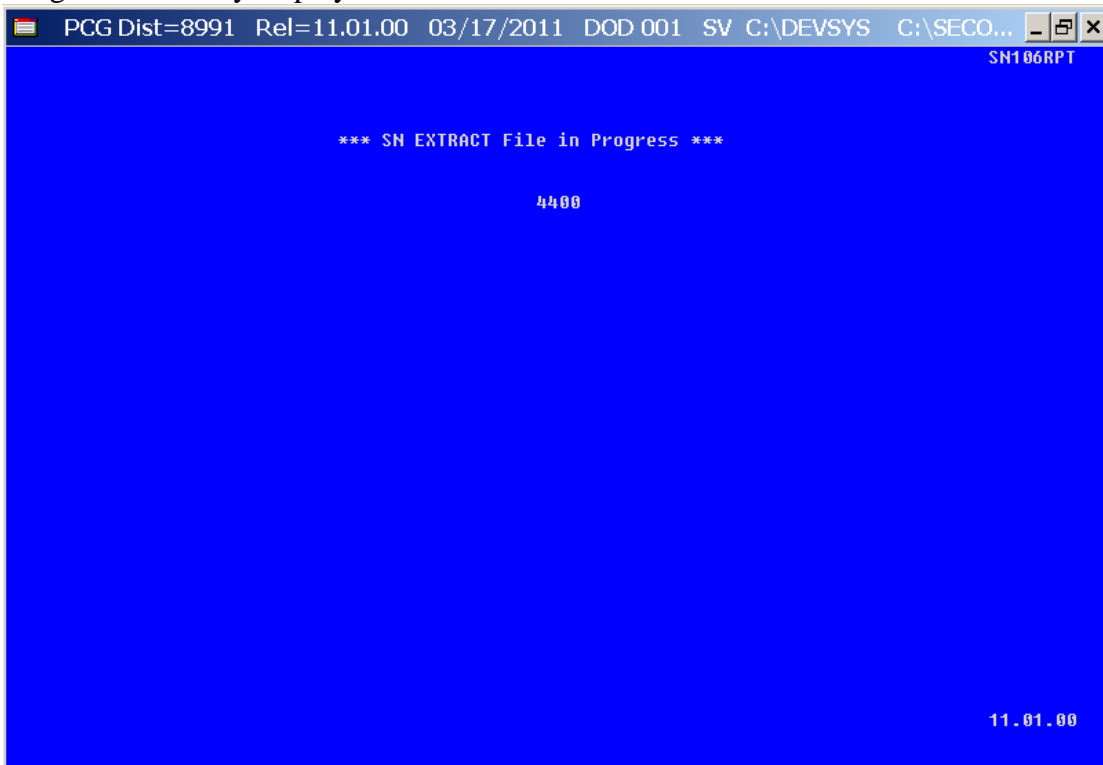 PCG Dist=8991 Rel=11.01.00 03/17/2011 DOD 001 SV C:\DEVSYS C:\SECO...
SN106RPT
*** SN EXTRACT File in Progress ***
4400
11.01.00